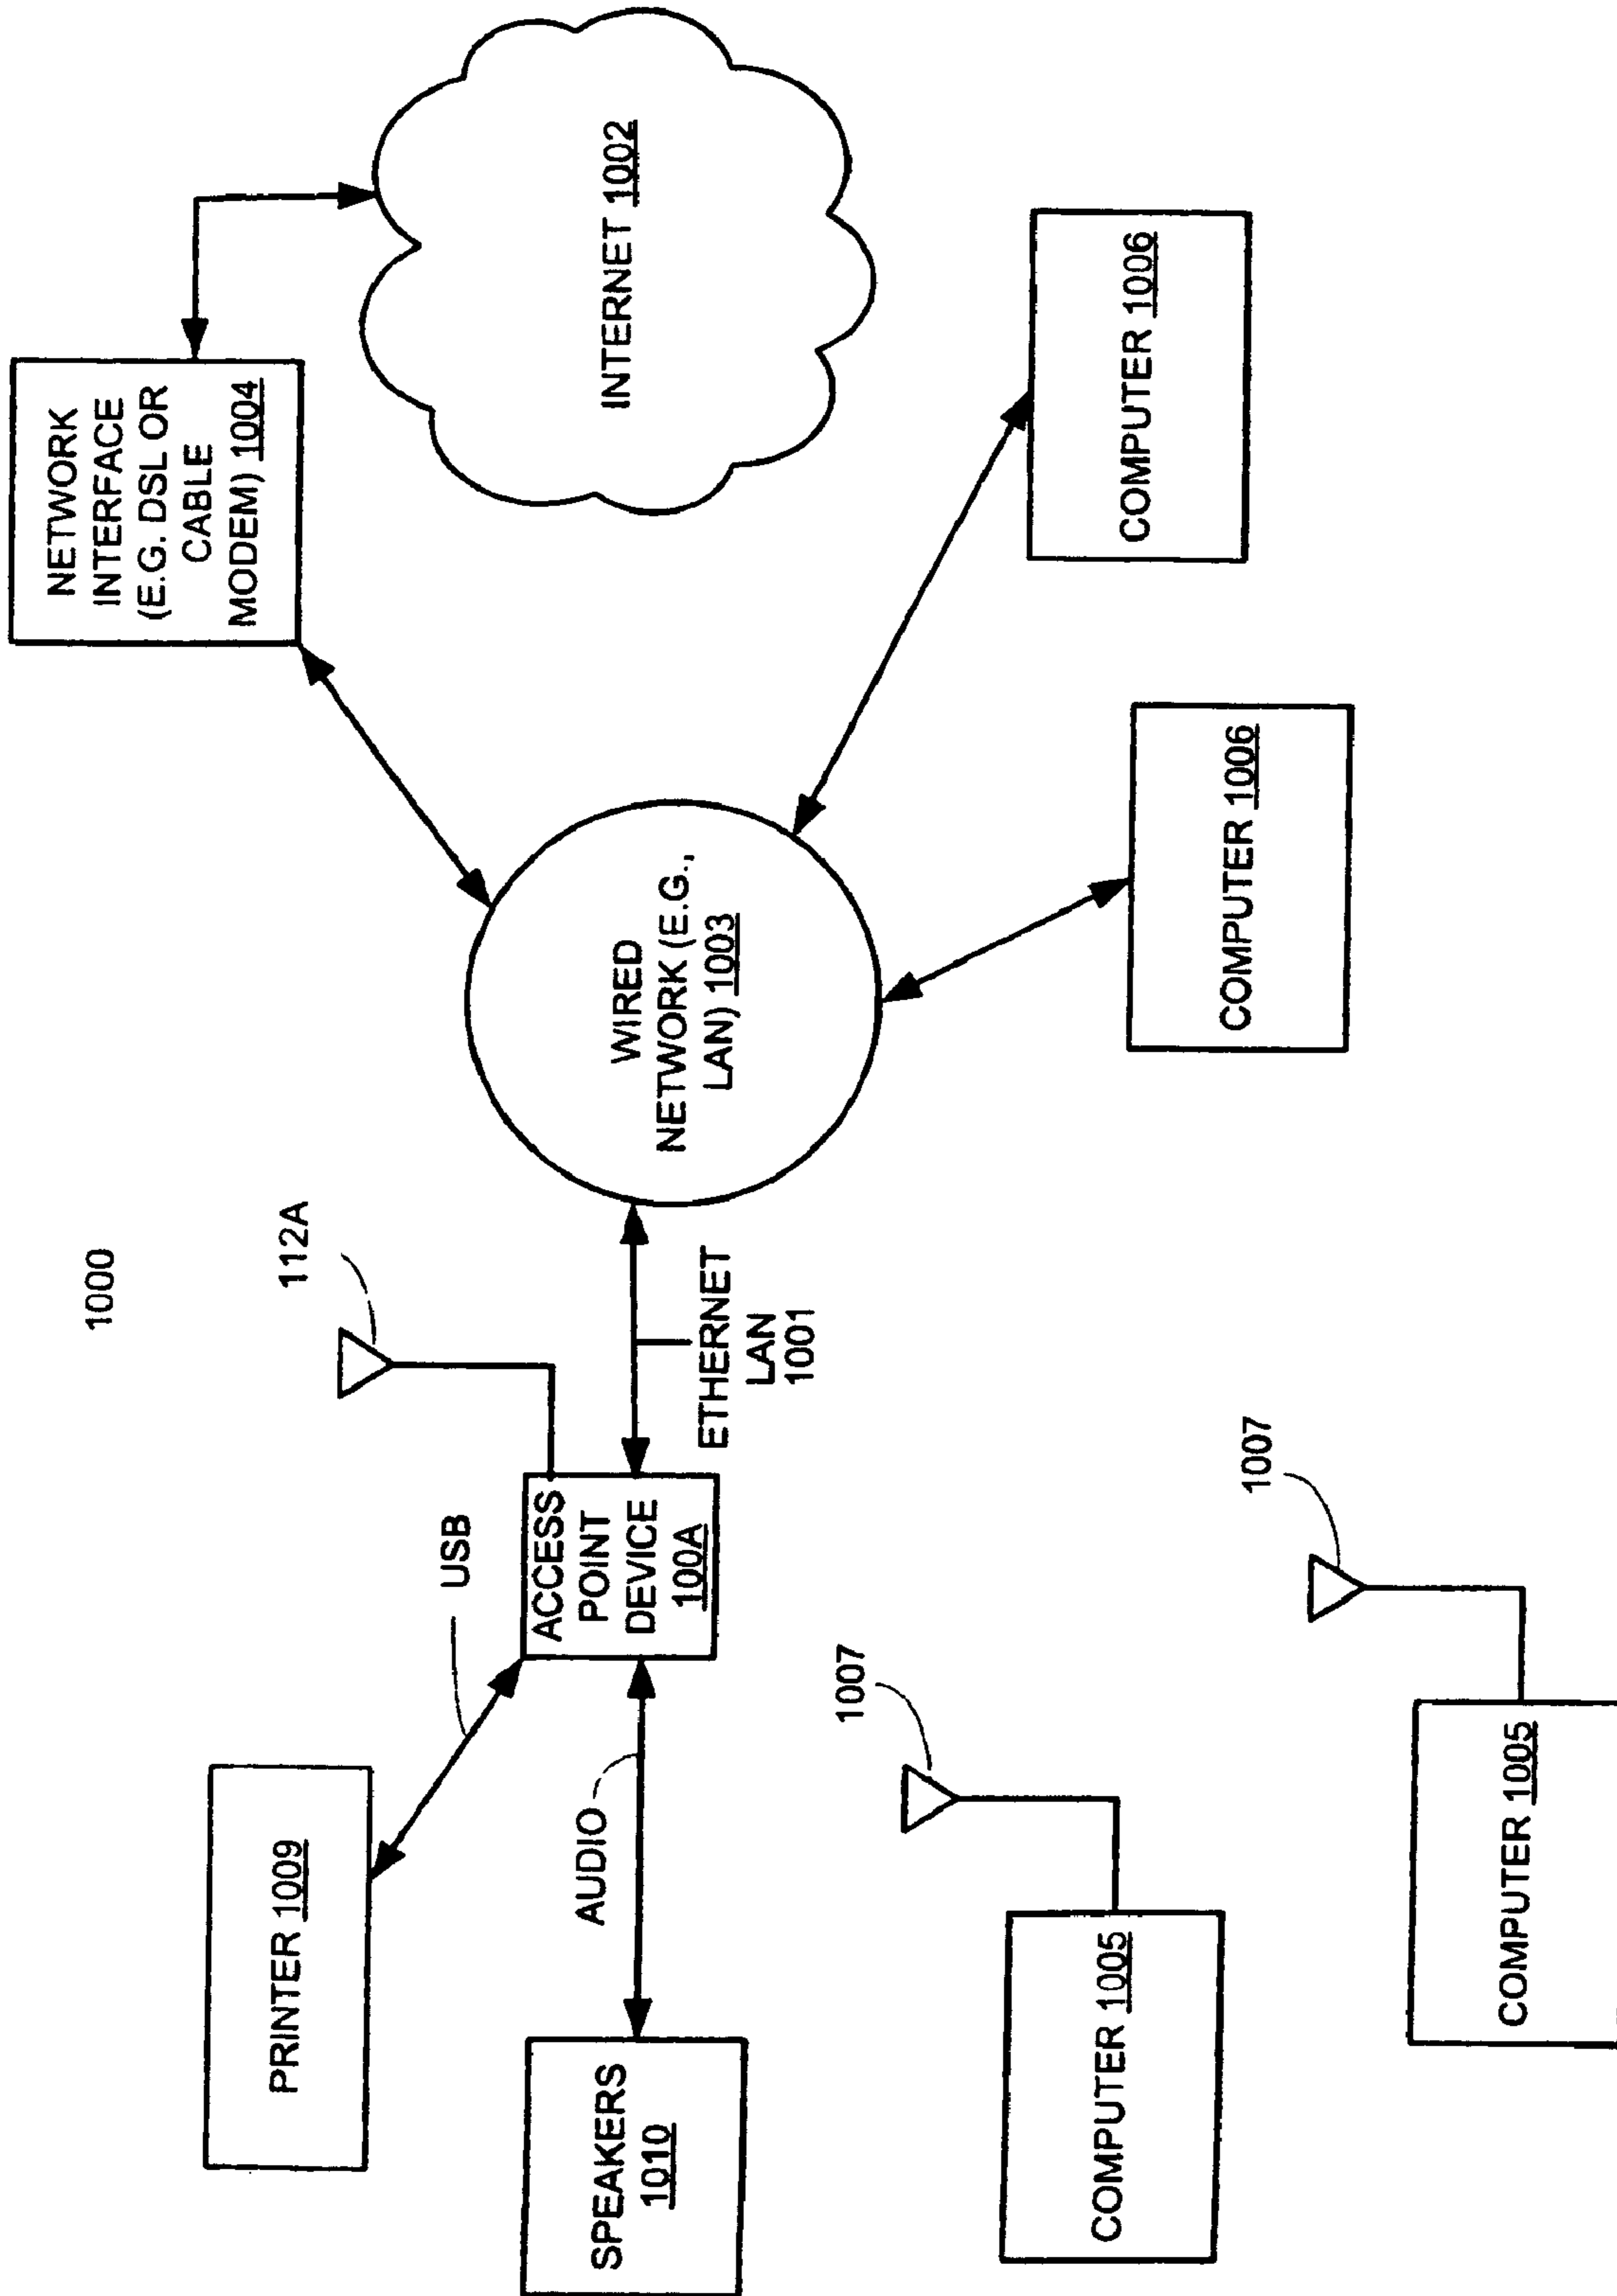 1000
NETWORK
INTERFACE
(E.G. DSL OR
CABLE
MODEM) 1004
112A
USB
PRINTER 1009
ACCESS
POINT
DEVICE
100A
AUDIO
SPEAKERS
1010
ETHERNET
LAN
1001
WIRED
NETWORK (E.G.,
LAN) 1003
INTERNET 1002
1007
COMPUTER 1005
1007
COMPUTER 1005
COMPUTER 1006
COMPUTER 1006